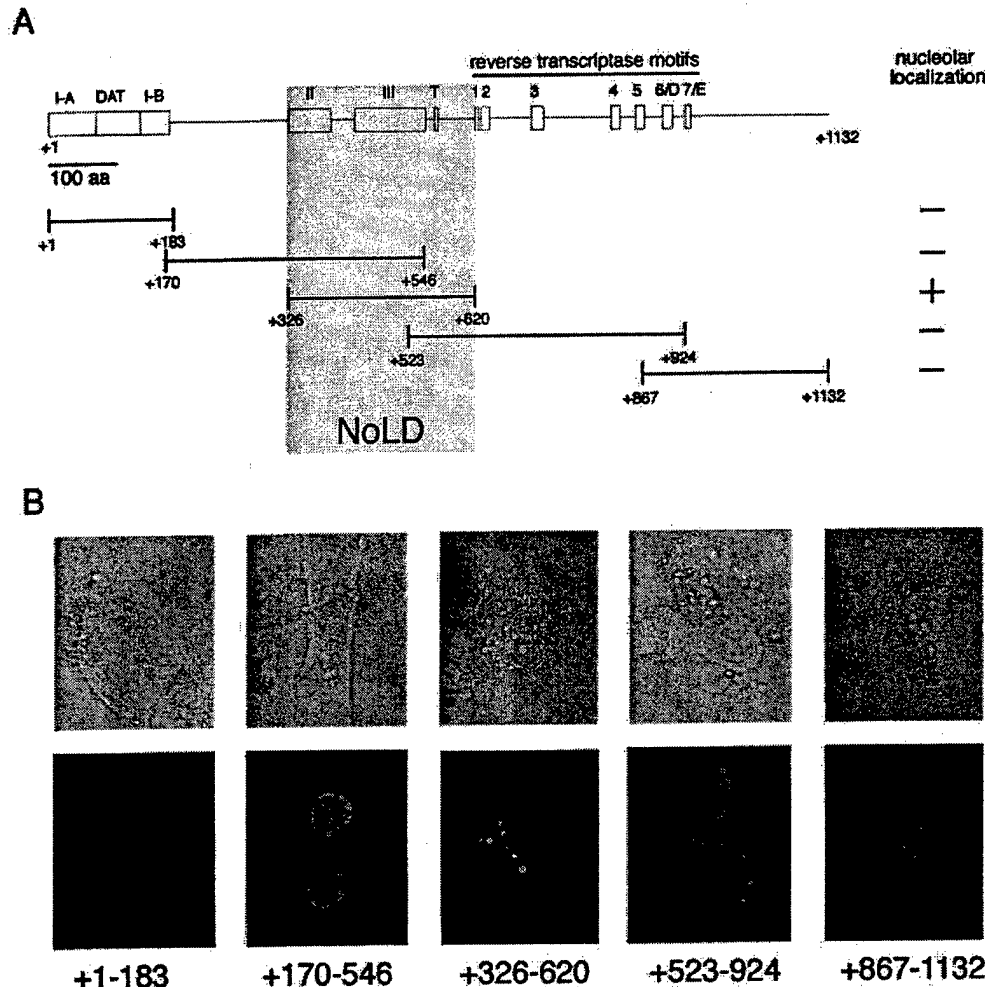 A
reverse transcriptase motifs
nucleolar
localization
I-A DAT I-B II III T 1 2 3 4 5 6/D 7/E
+1
+1132
100 aa
+1
+183
−
+170
+546
−
+326
+620
+
+523
+924
−
+867
+1132
−
NoLD
B
+1-183
+170-546
+326-620
+523-924
+867-1132